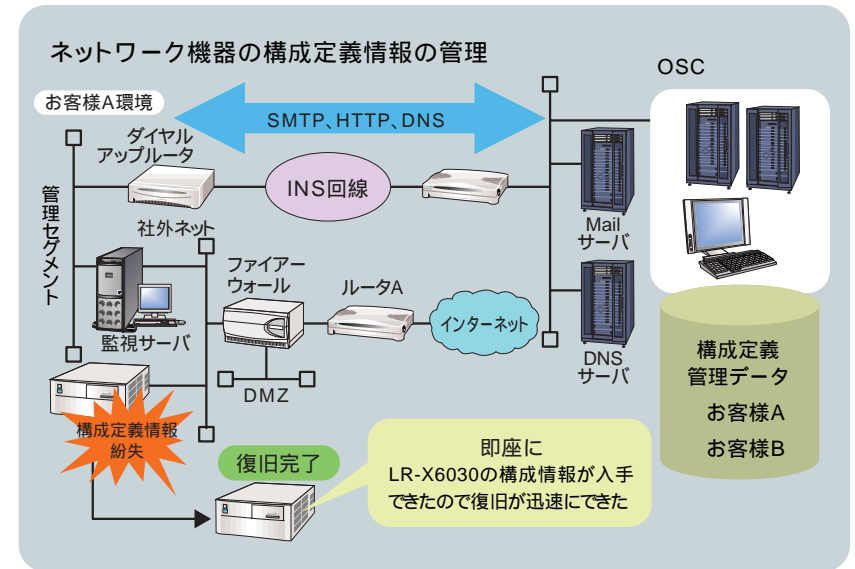 ネットワーク機器の構成定義情報の管理
OSC
お客様A環境
SMTP、HTTP、DNS
ダイヤル
アップルータ
INS回線
管理セグメント
社外ネット
Mail
サーバ
ファイアー
ウォール
ルータA
インターネット
監視サーバ
DMZ
DNS
サーバ
構成定義
管理データ
お客様A
お客様B
構成定義情報
紛失
復旧完了
即座に
LR-X6030の構成情報が入手
できたので復旧が迅速にできた